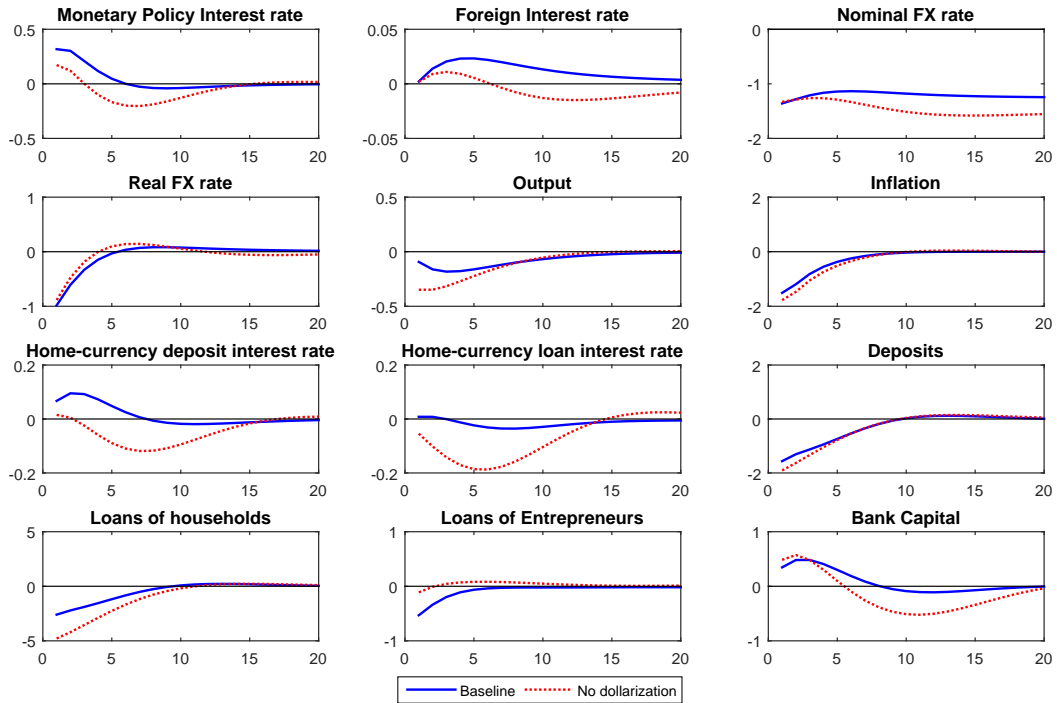 Monetary Policy Interest rate
0.5
0
-0.5
0 5 10 15 20
Foreign Interest rate
0.05
0
-0.05
0 5 10 15 20
Nominal FX rate
0
-1
-2
0 5 10 15 20
Real FX rate
1
0
-1
0 5 10 15 20
Output
0.5
0
-0.5
0 5 10 15 20
Inflation
2
0
-2
0 5 10 15 20
Home-currency deposit interest rate
0.2
0
-0.2
0 5 10 15 20
Home-currency loan interest rate
0.2
0
-0.2
0 5 10 15 20
Deposits
2
0
-2
0 5 10 15 20
Loans of households
5
0
-5
0 5 10 15 20
Loans of Entrepreneurs
1
0
-1
0 5 10 15 20
Bank Capital
1
0
-1
0 5 10 15 20
Baseline No dollarization